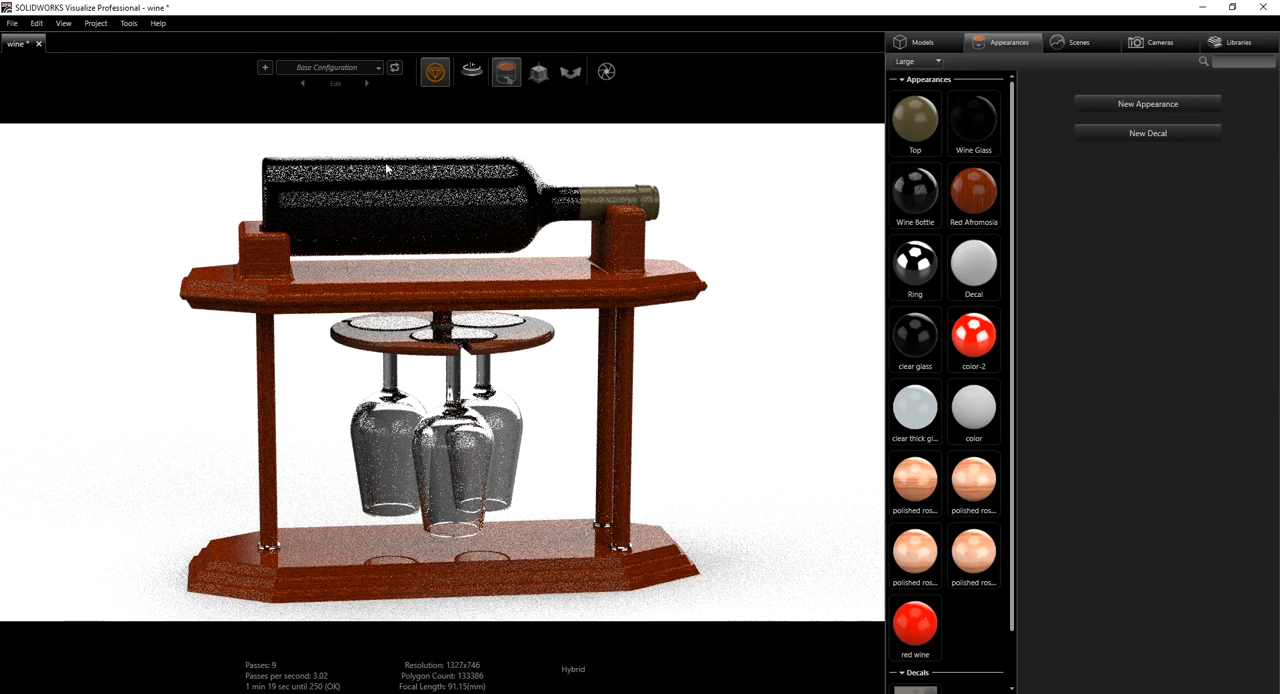 SOLIDWORKS Visualize Professional - wine *
File Edit View Project Tools Help
wine *
Models Appearances Scenes Cameras Libraries
Base Configuration
Edit
Large
Appearances
New Appearance
New Decal
Top Wine Glass
Wine Bottle Red Afromosia
Ring Decal
clear glass color-2
clear thick gl... color
polished ros... polished ros...
polished ros... polished ros...
red wine
Decals
Passes: 9
Passes per second: 3.02
1 min 19 sec until 250 (OK)
Resolution: 1327x746
Polygon Count: 133386
Focal Length: 91.15(mm)
Hybrid